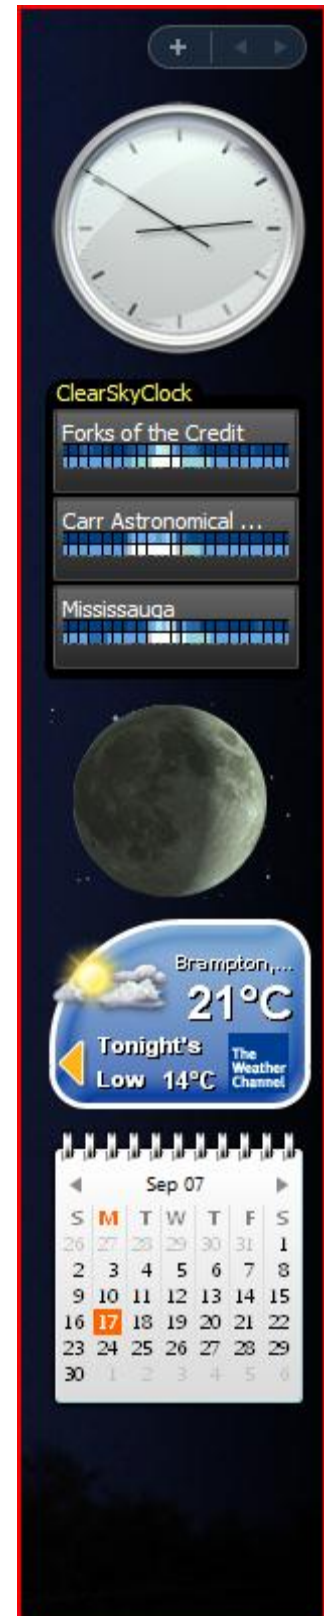 ClearSkyClock
Forks of the Credit
Carr Astronomical ...
Mississauga
Brampton,...
21°C
Tonight's
Low 14°C
The
Weather
Channel
Sep 07
S M T W T F S
26 27 28 29 30 31 1
2 3 4 5 6 7 8
9 10 11 12 13 14 15
16 17 18 19 20 21 22
23 24 25 26 27 28 29
30 1 2 3 4 5 6